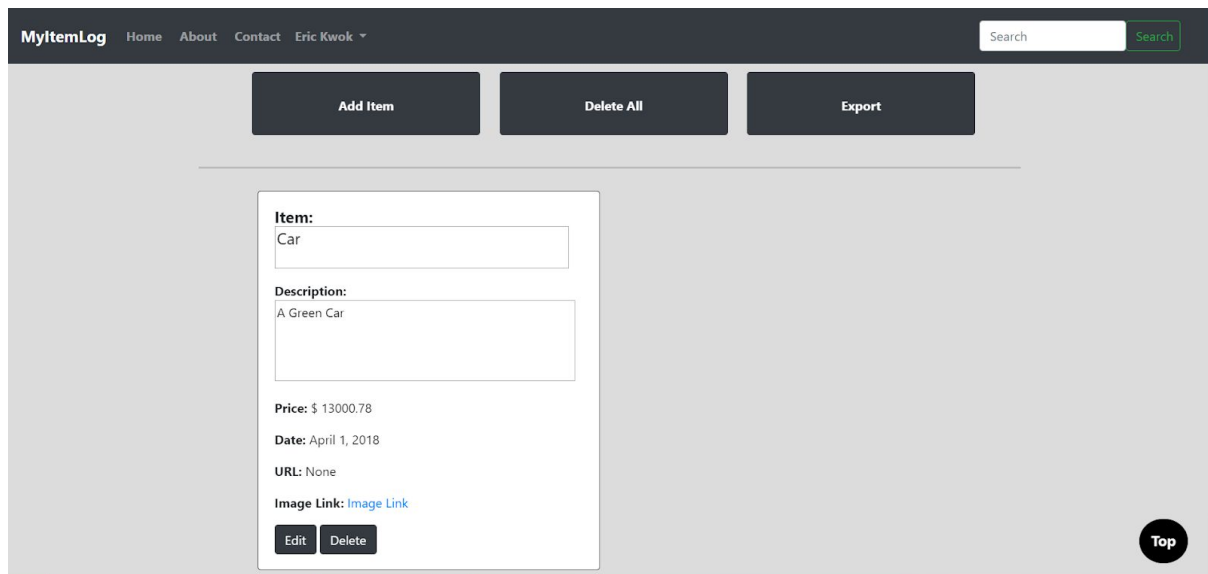 MyItemLog Home About Contact Eric Kwok Search Search
Add Item Delete All Export
Item:
Car
Description:
A Green Car
Price: $ 13000.78
Date: April 1, 2018
URL: None
Image Link: Image Link
Edit Delete
Top